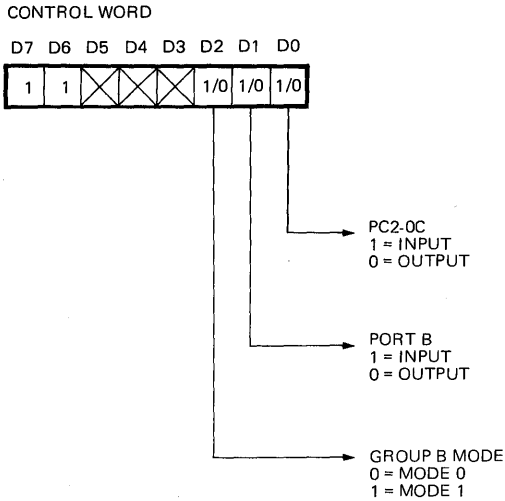 CONTROL WORD
D7 D6 D5 D4 D3 D2 D1 D0
1 1 1/0 1/0 1/0
PC2-0C
1 = INPUT
0 = OUTPUT
PORT B
1 = INPUT
0 = OUTPUT
GROUP B MODE
0 = MODE 0
1 = MODE 1